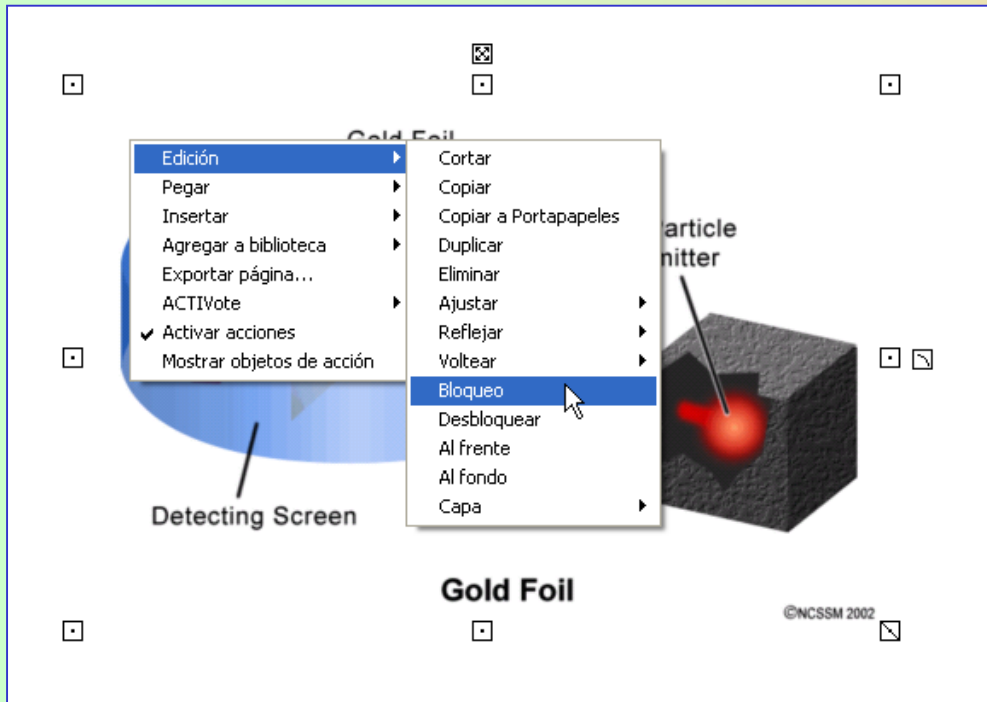 Gold Foil
Edición
Pegar
Insertar
Agregar a biblioteca
Exportar página...
ACTIVote
Activar acciones
Mostrar objetos de acción
Cortar
Copiar
Copiar a Portapapeles
Duplicar
Eliminar
Ajustar
Reflejar
Voltear
Bloqueo
Desbloquear
Al frente
Al fondo
Capa
Particle
mitter
Detecting Screen
Gold Foil
©NCSSM 2002